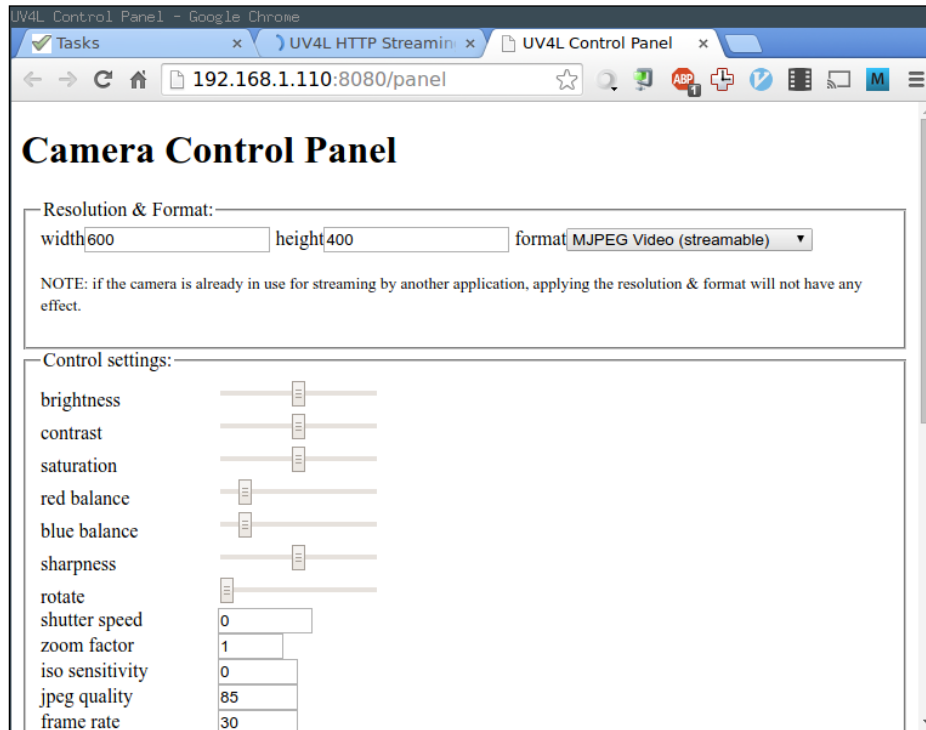 UV4L Control Panel - Google Chrome
Tasks
UV4L HTTP Streamin
UV4L Control Panel
192.168.1.110:8080/panel
ABP
1
M
Camera Control Panel
Resolution & Format:
width 600 height 400 format MJPEG Video (streamable)
NOTE: if the camera is already in use for streaming by another application, applying the resolution & format will not have any
effect.
Control settings:
brightness
contrast
saturation
red balance
blue balance
sharpness
rotate
shutter speed 0
zoom factor 1
iso sensitivity 0
jpeg quality 85
frame rate 30